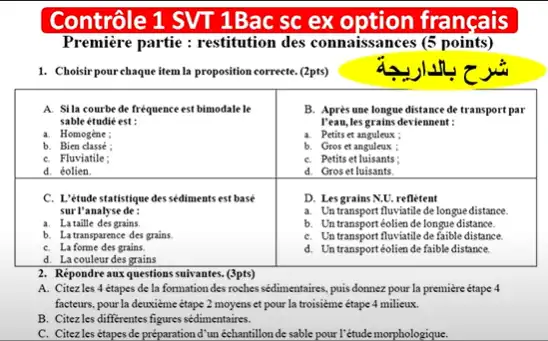 Contrôle 1 SVT 1Bac sc ex option français
Première partie : restitution des connaissances (5 points)
1. Choisir pour chaque item la proposition correcte. (2pts)
شرح بالداريجة
A. Si la courbe de fréquence est bimodale le
sable étudié est :
a. Homogène ;
b. Bien classé ;
c. Fluviatile ;
d. éolien.
B. Après une longue distance de transport par
l'eau, les grains deviennent :
a. Petits et anguleux ;
b. Gros et anguleux ;
c. Petits et luisants ;
d. Gros et luisants.
C. L'étude statistique des sédiments est basé
sur l'analyse de :
a. La taille des grains.
b. La transparence des grains.
c. La forme des grains.
d. La couleur des grains
D. Les grains N.U. reflètent
a. Un transport fluviatile de longue distance.
b. Un transport éolien de longue distance.
c. Un transport fluviatile de faible distance.
d. Un transport éolien de faible distance.
2. Répondre aux questions suivantes. (3pts)
A. Citez les 4 étapes de la formation des roches sédimentaires, puis donnez pour la première étape 4
facteurs, pour la deuxième étape 2 moyens et pour la troisième étape 4 milieux.
B. Citez les différentes figures sédimentaires.
C. Citez les étapes de préparation d'un échantillon de sable pour l'étude morphologique.